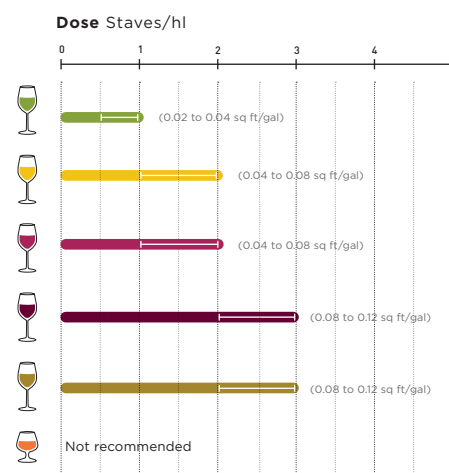 Dose Staves/hl
0 1 2 3 4
(0.02 to 0.04 sq ft/gal)
(0.04 to 0.08 sq ft/gal)
(0.04 to 0.08 sq ft/gal)
(0.08 to 0.12 sq ft/gal)
(0.08 to 0.12 sq ft/gal)
Not recommended